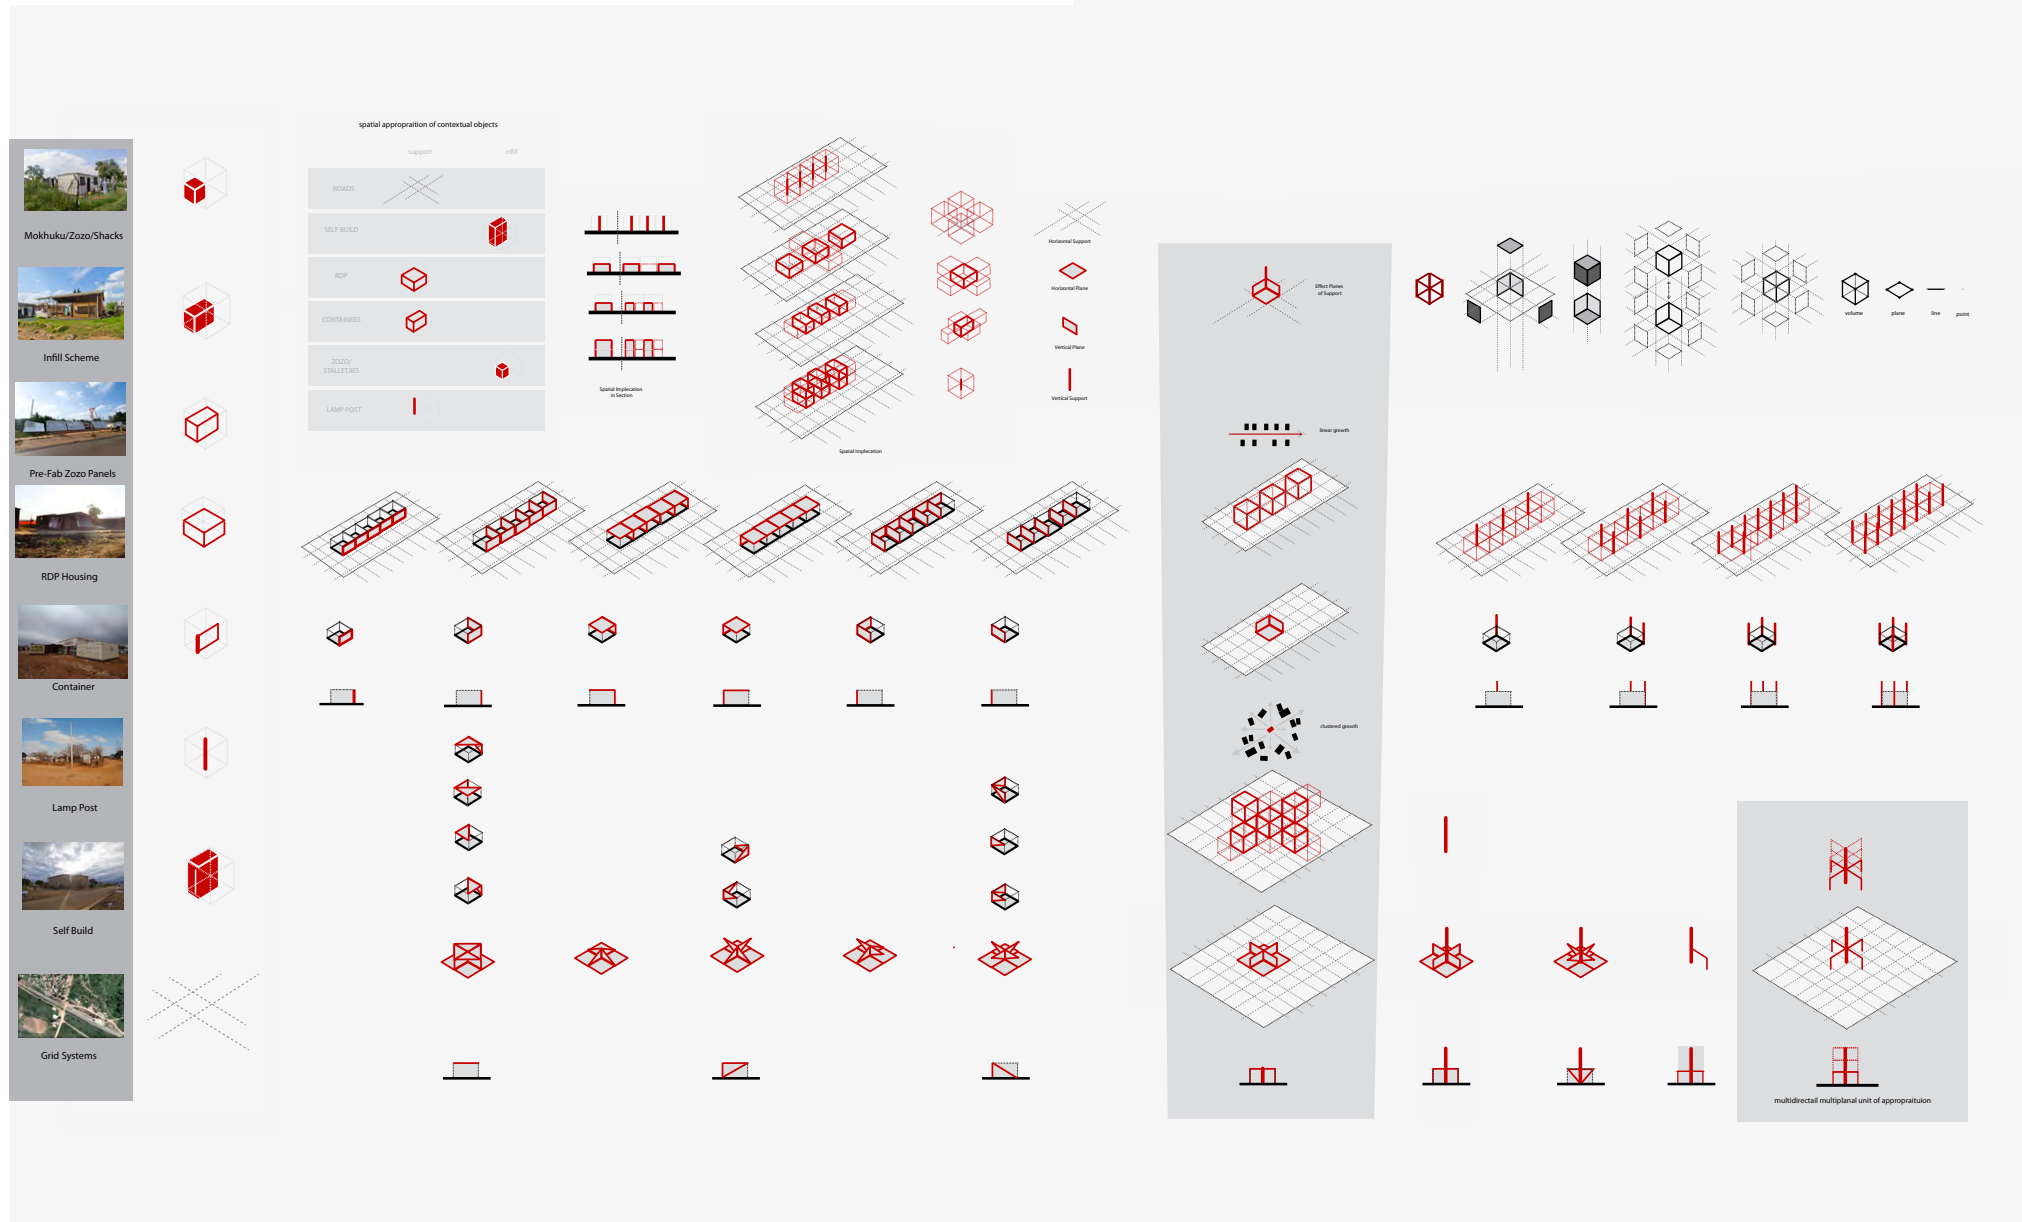 spatial appropraition of contextual objects
support
infill
ROADS
SELF BUILD
RDP
CONTAINERS
ZOZO/
STALLETJIES
LAMP POST
Mokhuku/Zozo/Shacks
Infill Scheme
Pre-Fab Zozo Panels
RDP Housing
Container
Lamp Post
Self Build
Grid Systems
Spatial Implecation
in Section
Spatial Implecation
Horizontal Support
Horizontal Plane
Vertical Plane
Vertical Support
Effect Planes
of Support
linear growth
clustered growth
volume
plane
line
point
multidirectail multiplanal unit of appropraituion